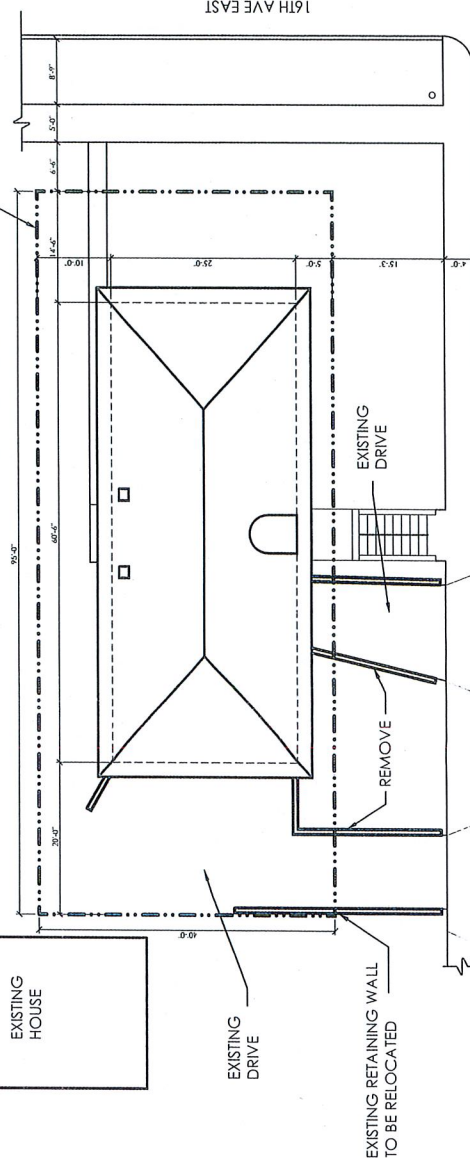 16TH AVE EAST
8'-9"
5'-0"
6'-6"
95'-0"
14'-6"
10'-0"
25'-0"
5'-0"
15'-3"
60'-6"
20'-0"
40'-0"
EXISTING
DRIVE
REMOVE
EXISTING
HOUSE
EXISTING
DRIVE
EXISTING RETAINING WALL
TO BE RELOCATED